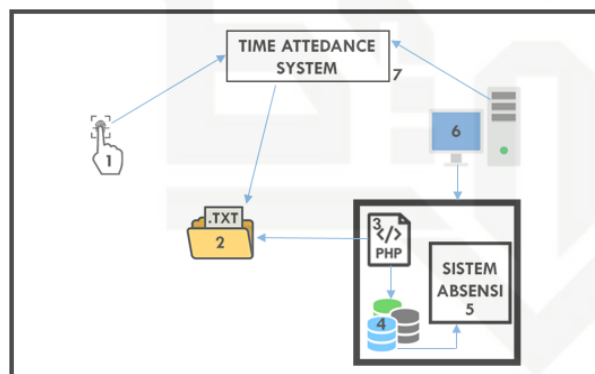 TIME ATTEDANCE
SYSTEM
7
1
6
.TXT
2
3
</>
PHP
SISTEM
ABSENSI
5
4